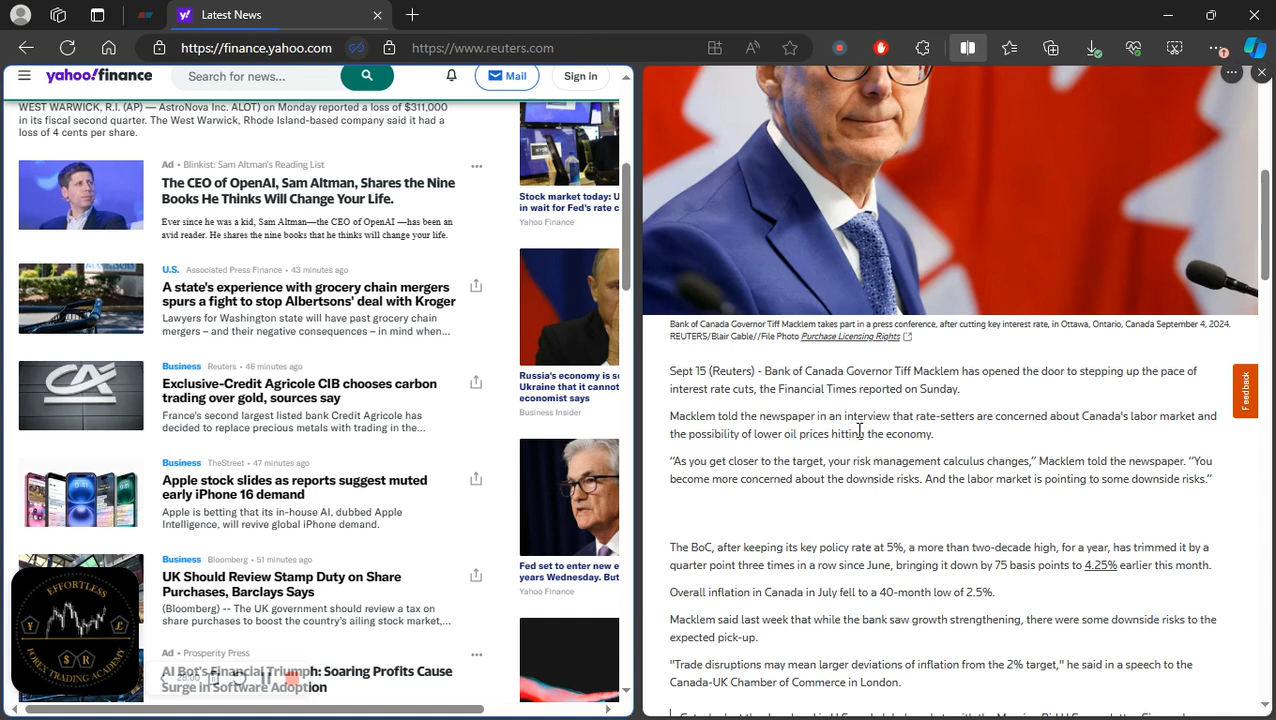 Latest News
https://finance.yahoo.com
https://www.reuters.com
yahoo!finance
Search for news...
Mail
Sign in
WEST WARWICK, R.I. (AP) — AstroNova Inc. ALOT) on Monday reported a loss of $311,000
in its fiscal second quarter. The West Warwick, Rhode Island-based company said it had a
loss of 4 cents per share.
Ad • Blinkist: Sam Altman's Reading List
The CEO of OpenAI, Sam Altman, Shares the Nine
Books He Thinks Will Change Your Life.
Ever since he was a kid, Sam Altman—the CEO of OpenAI —has been an
avid reader. He shares the nine books that he thinks will change your life.
U.S. Associated Press Finance • 43 minutes ago
A state's experience with grocery chain mergers
spurs a fight to stop Albertsons' deal with Kroger
Lawyers for Washington state will have past grocery chain
mergers – and their negative consequences – in mind when...
Business Reuters • 46 minutes ago
Exclusive-Credit Agricole CIB chooses carbon
trading over gold, sources say
France's second largest listed bank Credit Agricole has
decided to replace precious metals with trading in the...
Business TheStreet • 47 minutes ago
Apple stock slides as reports suggest muted
early iPhone 16 demand
Apple is betting that its in-house AI, dubbed Apple
Intelligence, will revive global iPhone demand.
Business Bloomberg • 51 minutes ago
UK Should Review Stamp Duty on Share
Purchases, Barclays Says
(Bloomberg) -- The UK government should review a tax on
share purchases to boost the country's ailing stock market,...
Ad • Prosperity Press
AI Bot's Financial Triumph: Soaring Profits Cause
Surge in Software Adoption
EFFORTLESS
FOREX TRADING ACADEMY
Stock market today: U
in wait for Fed's rate c
Yahoo Finance
Russia's economy is s
Ukraine that it cannot
economist says
Business Insider
Fed set to enter new e
years Wednesday. But
Yahoo Finance
Bank of Canada Governor Tiff Macklem takes part in a press conference, after cutting key interest rate, in Ottawa, Ontario, Canada September 4, 2024.
REUTERS/Blair Gable//File Photo Purchase Licensing Rights
Sept 15 (Reuters) - Bank of Canada Governor Tiff Macklem has opened the door to stepping up the pace of
interest rate cuts, the Financial Times reported on Sunday.
Macklem told the newspaper in an interview that rate-setters are concerned about Canada's labor market and
the possibility of lower oil prices hitting the economy.
“As you get closer to the target, your risk management calculus changes,” Macklem told the newspaper. “You
become more concerned about the downside risks. And the labor market is pointing to some downside risks.”
The BoC, after keeping its key policy rate at 5%, a more than two-decade high, for a year, has trimmed it by a
quarter point three times in a row since June, bringing it down by 75 basis points to 4.25% earlier this month.
Overall inflation in Canada in July fell to a 40-month low of 2.5%.
Macklem said last week that while the bank saw growth strengthening, there were some downside risks to the
expected pick-up.
"Trade disruptions may mean larger deviations of inflation from the 2% target," he said in a speech to the
Canada-UK Chamber of Commerce in London.
Feedback